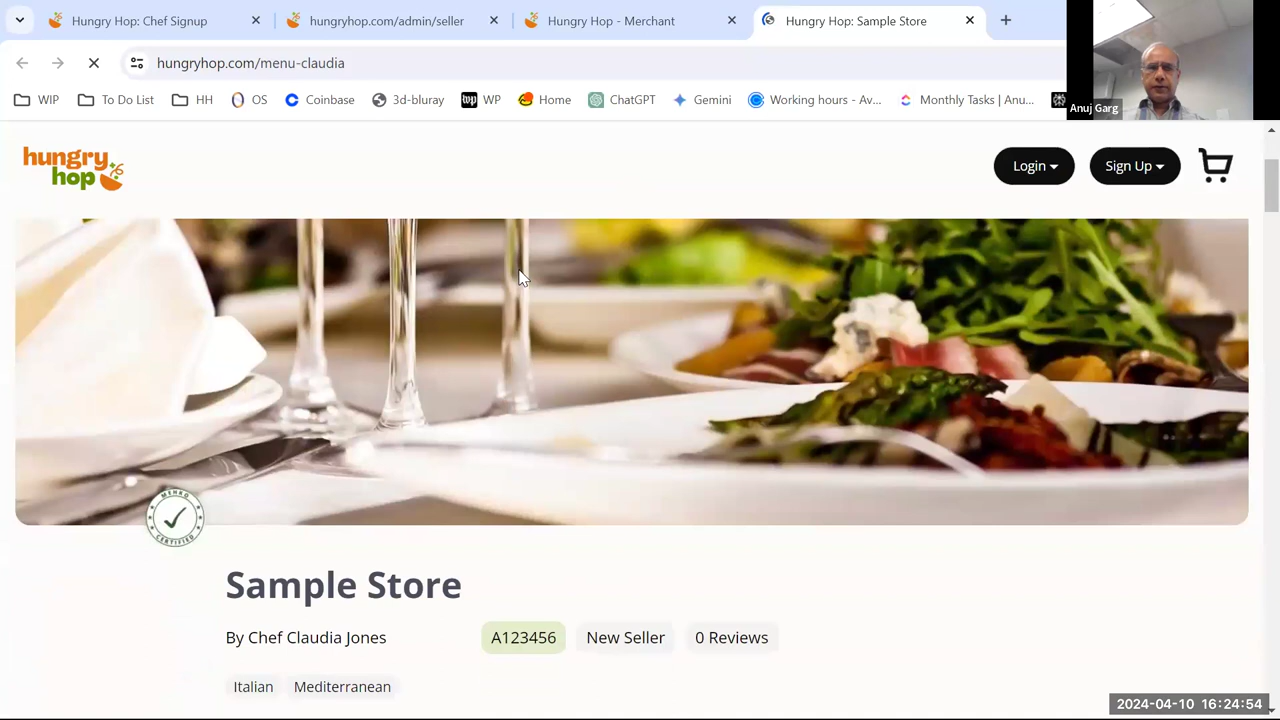 Hungry Hop: Chef Signup
hungryhop.com/admin/seller
Hungry Hop - Merchant
Hungry Hop: Sample Store
hungryhop.com/menu-claudia
WIP
To Do List
HH
OS
Coinbase
3d-bluray
wp WP
Home
ChatGPT
Gemini
Working hours - Av...
Monthly Tasks | Anu...
Anuj Garg
hungry
hop
Login
Sign Up
MEHKO
CERTIFIED
Sample Store
By Chef Claudia Jones
A123456
New Seller
0 Reviews
Italian
Mediterranean
2024-04-10 16:24:54